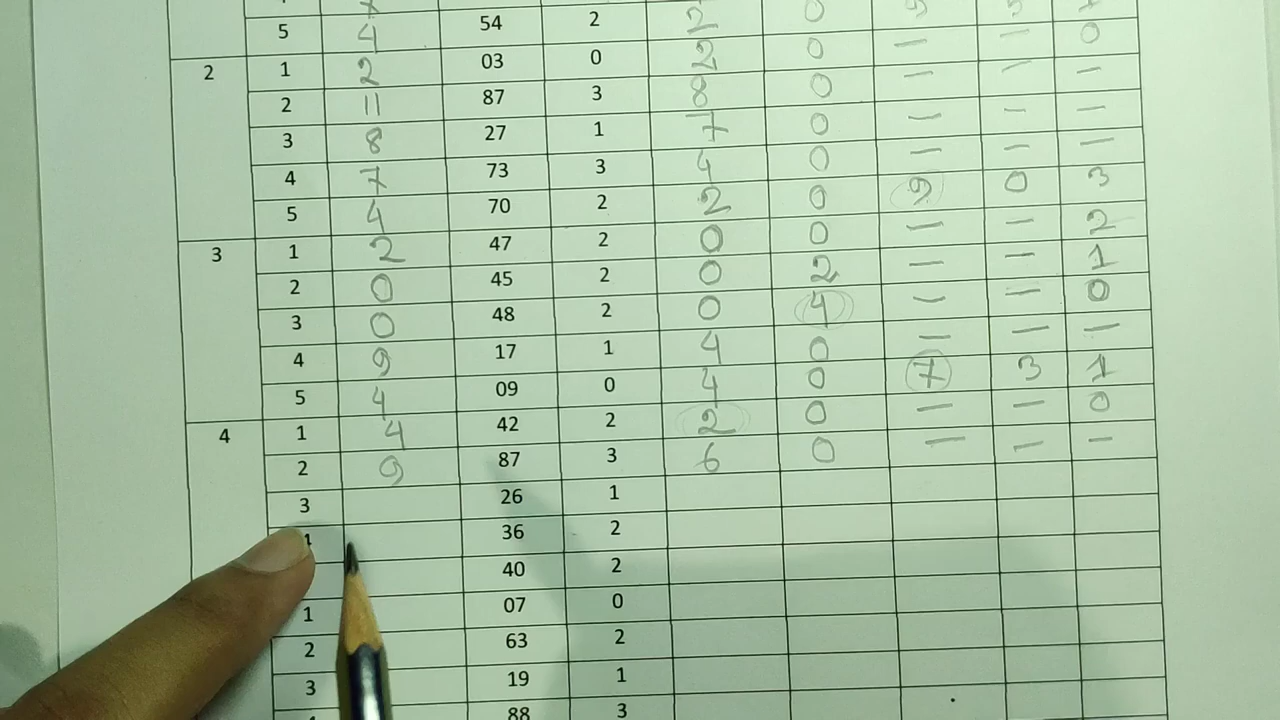 5 4 54 2 2 0 9 5
2 1 2 03 0 2 0 — — 0
2 11 87 3 8 0 — — —
3 8 27 1 7 0 — — —
4 7 73 3 4 0 — — —
5 4 70 2 2 0 9 0 3
3 1 2 47 2 0 0 — — 2
2 0 45 2 0 2 — — 1
3 0 48 2 0 4 — — 0
4 9 17 1 4 0 — — —
5 4 09 0 4 0 7 3 1
4 1 4 42 2 2 0 — — 0
2 9 87 3 6 0 — — —
3 26 1
36 2
40 2
1 07 0
2 63 2
3 19 1
88 3